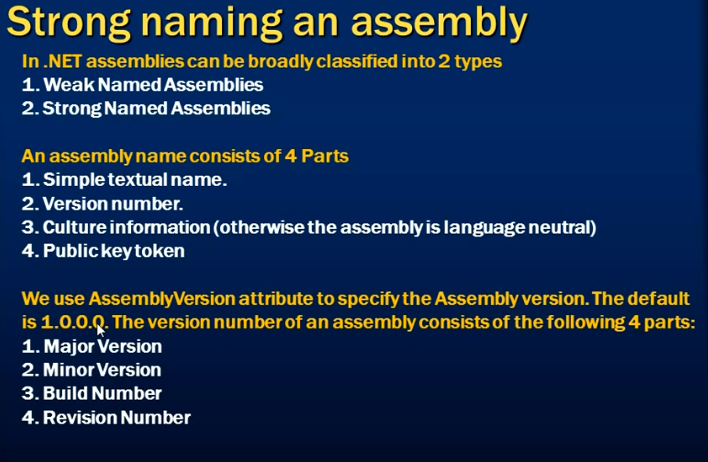 Strong naming an assembly
In .NET assemblies can be broadly classified into 2 types
1. Weak Named Assemblies
2. Strong Named Assemblies
An assembly name consists of 4 Parts
1. Simple textual name.
2. Version number.
3. Culture information (otherwise the assembly is language neutral)
4. Public key token
We use AssemblyVersion attribute to specify the Assembly version. The default
is 1.0.0.0. The version number of an assembly consists of the following 4 parts:
1. Major Version
2. Minor Version
3. Build Number
4. Revision Number